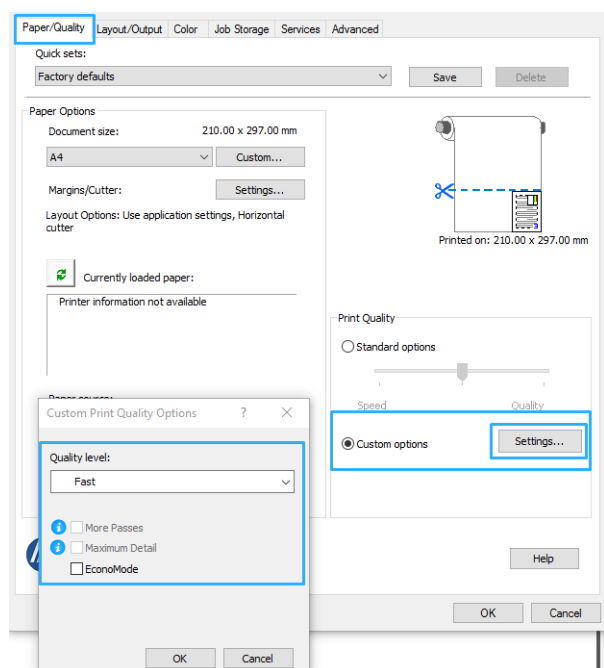 Paper/Quality Layout/Output Color Job Storage Services Advanced
Quick sets:
Factory defaults Save Delete
Paper Options
Document size: 210.00 x 297.00 mm
A4 Custom...
Margins/Cutter: Settings...
Layout Options: Use application settings, Horizontal
cutter
Printed on: 210.00 x 297.00 mm
Currently loaded paper:
Printer information not available
Print Quality
Standard options
Speed Quality
Custom options Settings...
Paper source:
Custom Print Quality Options ? ×
Quality level:
Fast
More Passes
Maximum Detail
EconoMode
OK Cancel
Help
OK Cancel